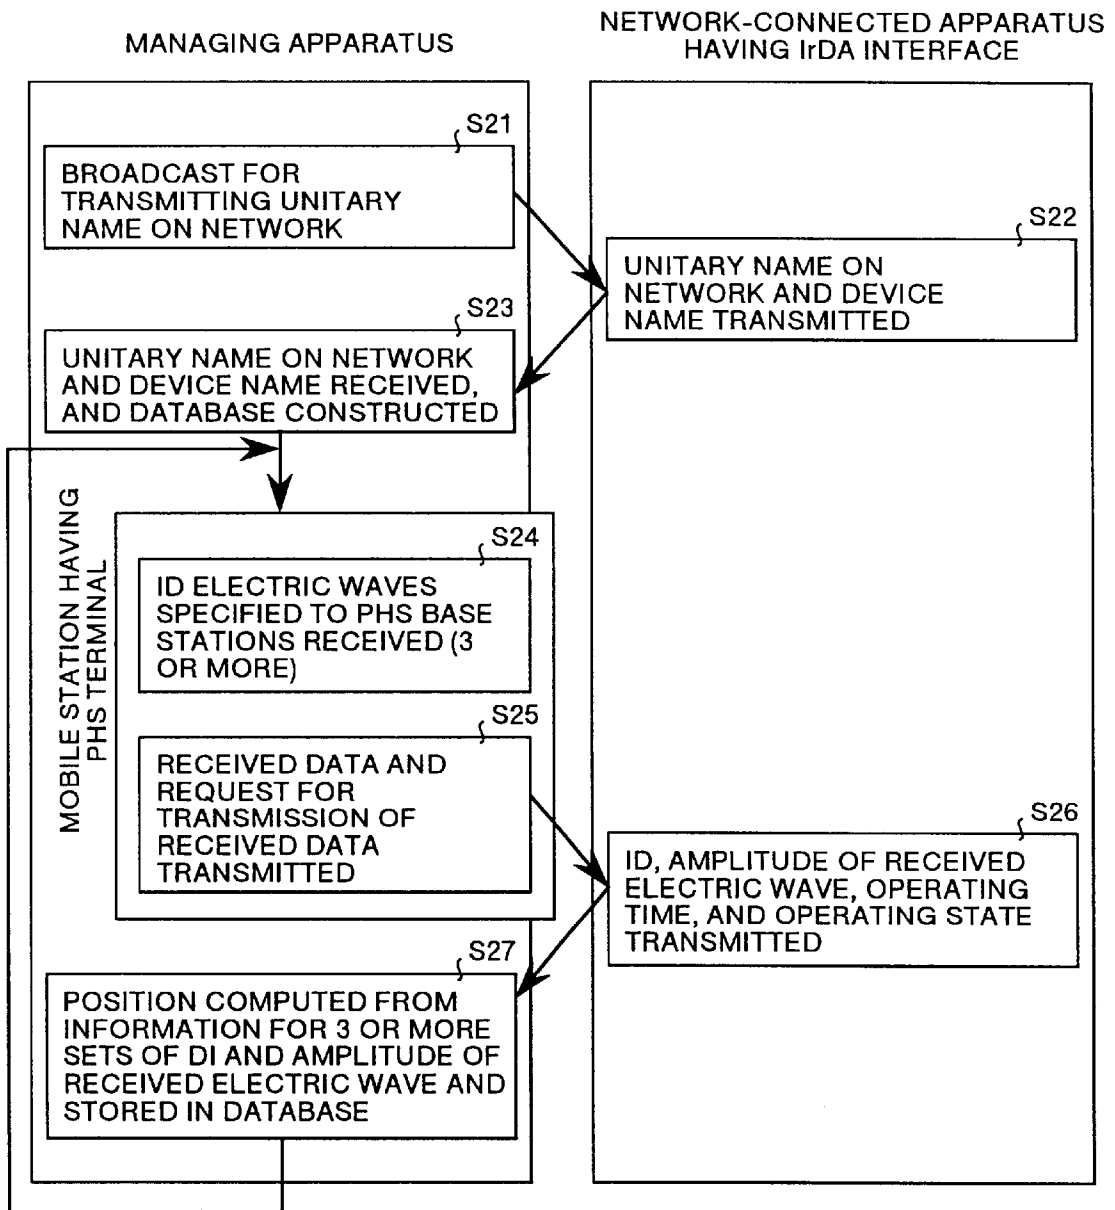 MANAGING APPARATUS
NETWORK-CONNECTED APPARATUS
HAVING IrDA INTERFACE
S21
BROADCAST FOR
TRANSMITTING UNITARY
NAME ON NETWORK
S22
UNITARY NAME ON
NETWORK AND DEVICE
NAME TRANSMITTED
S23
UNITARY NAME ON NETWORK
AND DEVICE NAME RECEIVED,
AND DATABASE CONSTRUCTED
MOBILE STATION HAVING
PHS TERMINAL
S24
ID ELECTRIC WAVES
SPECIFIED TO PHS BASE
STATIONS RECEIVED (3
OR MORE)
S25
RECEIVED DATA AND
REQUEST FOR
TRANSMISSION OF
RECEIVED DATA
TRANSMITTED
S26
ID, AMPLITUDE OF RECEIVED
ELECTRIC WAVE, OPERATING
TIME, AND OPERATING STATE
TRANSMITTED
S27
POSITION COMPUTED FROM
INFORMATION FOR 3 OR MORE
SETS OF DI AND AMPLITUDE OF
RECEIVED ELECTRIC WAVE AND
STORED IN DATABASE